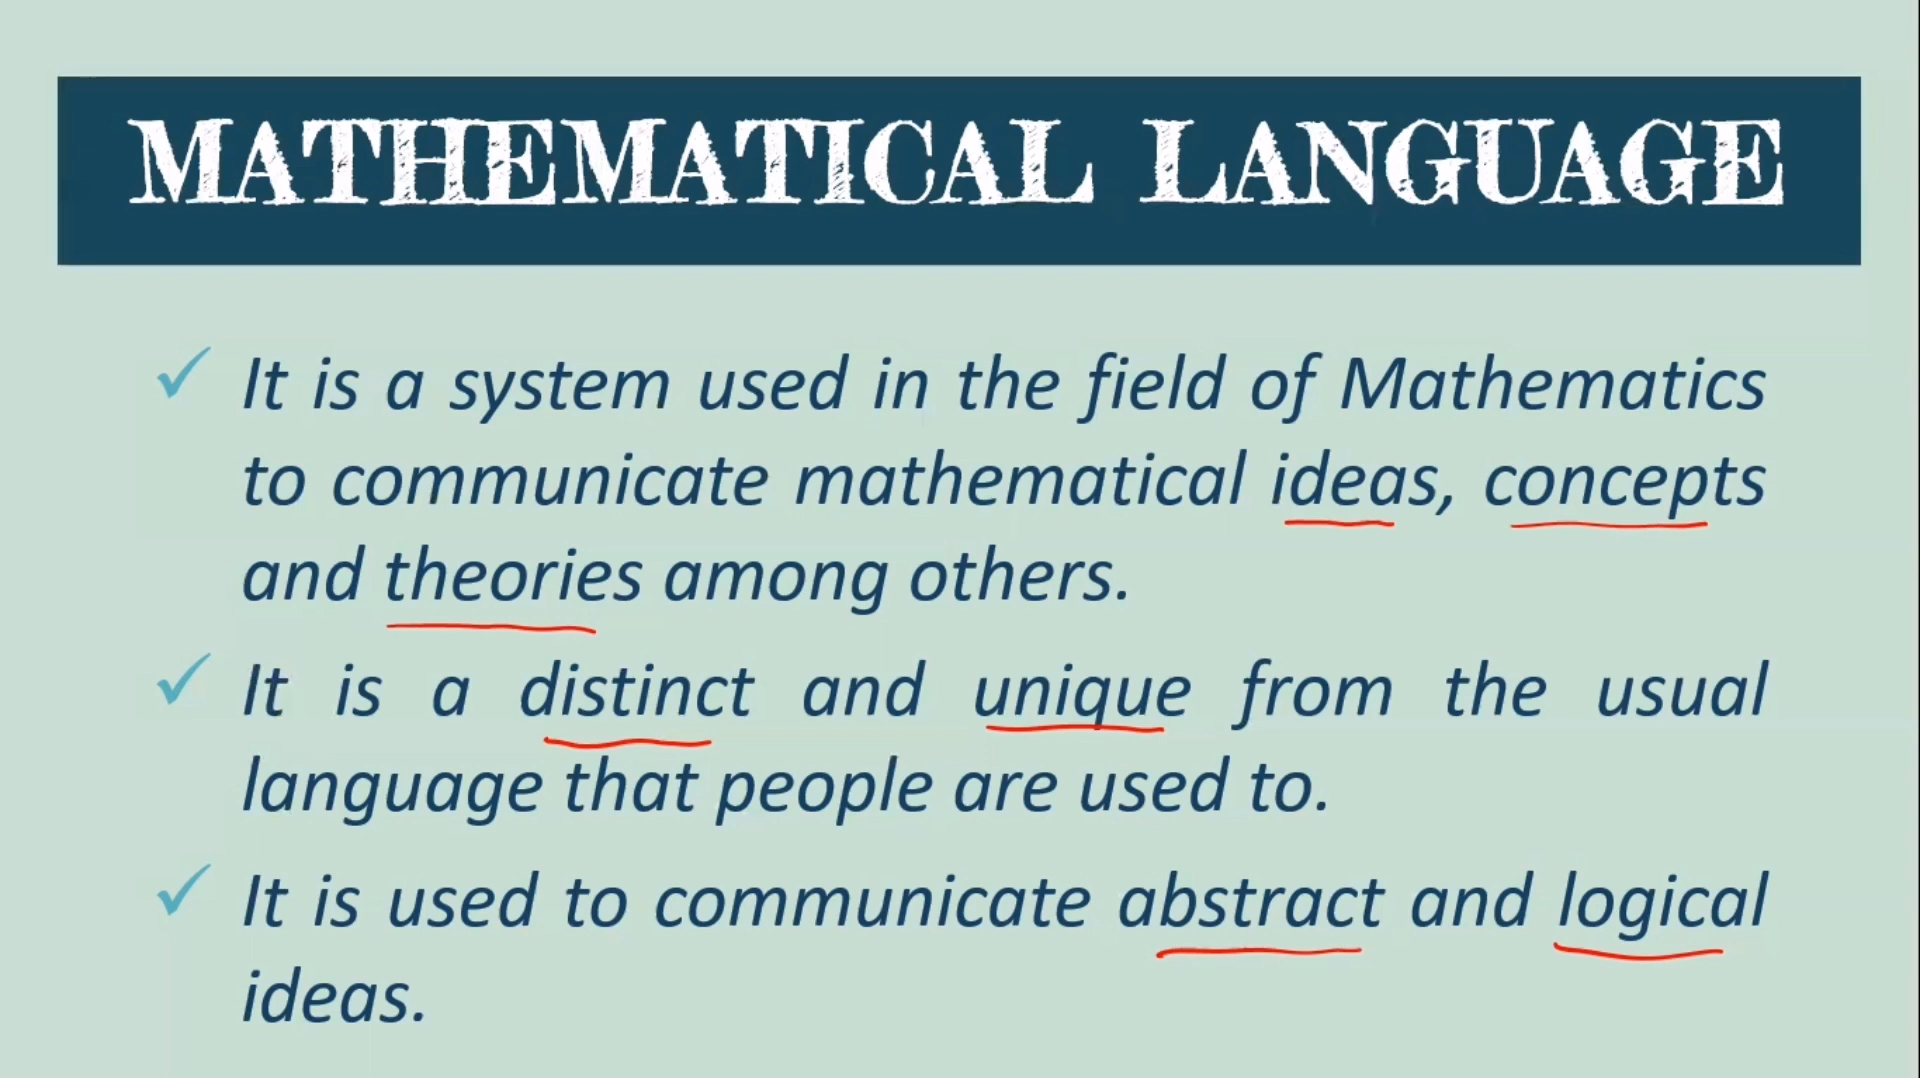 MATHEMATICAL LANGUAGE
✓ It is a system used in the field of Mathematics
to communicate mathematical ideas, concepts
and theories among others.
✓ It is a distinct and unique from the usual
language that people are used to.
✓ It is used to communicate abstract and logical
ideas.